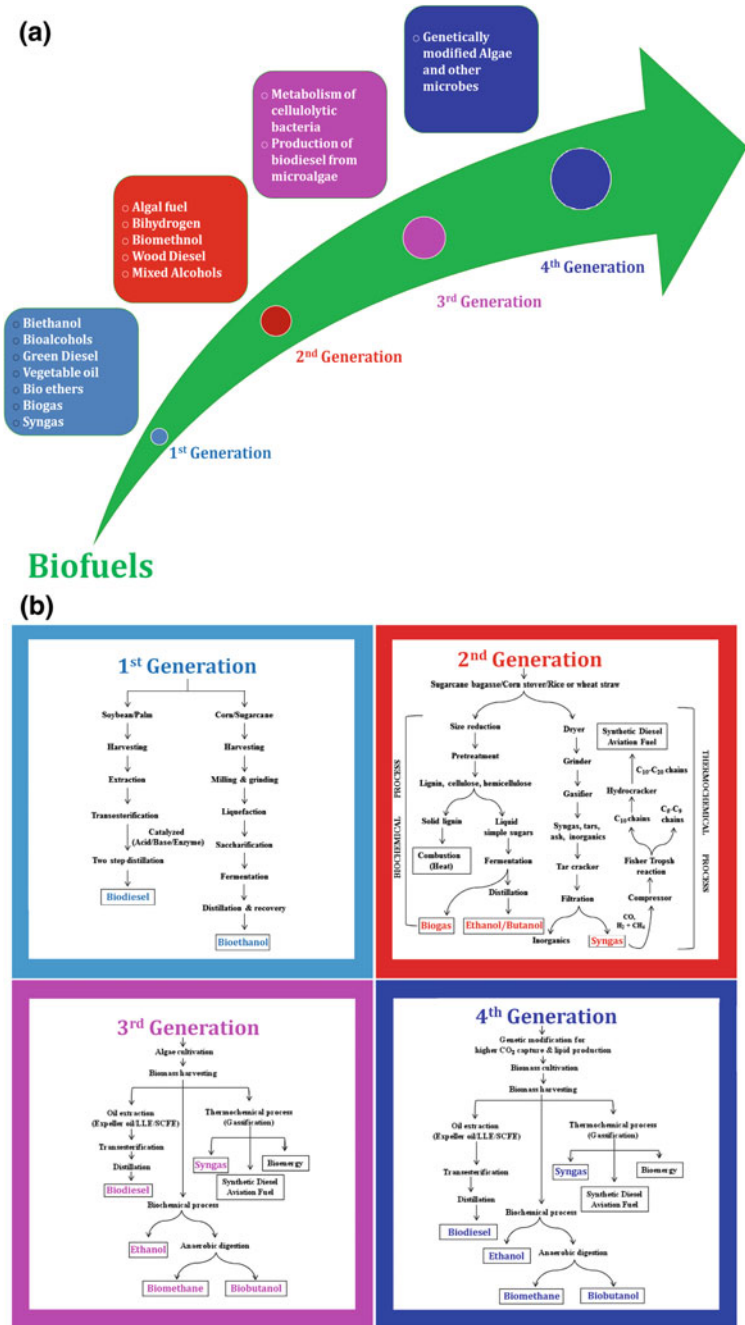 (a)
Genetically
modified Algae
and other
microbes
Metabolism of
cellulolytic
bacteria
Production of
biodiesel from
microalgae
Algal fuel
Bihydrogen
Biomethnol
Wood Diesel
Mixed Alcohols
Biethanol
Bioalcohols
Green Diesel
Vegetable oil
Bio ethers
Biogas
Syngas
4th Generation
3rd Generation
2nd Generation
1st Generation
Biofuels
(b)
1st Generation
Soybean/Palm
Harvesting
Extraction
Transesterification
Catalyzed
(Acid/Base/Enzyme)
Two step distillation
Biodiesel
Corn/Sugarcane
Harvesting
Milling & grinding
Liquefaction
Saccharification
Fermentation
Distillation & recovery
Bioethanol
2nd Generation
Sugarcane bagasse/Corn stover/Rice or wheat straw
BIOCHEMICAL PROCESS
Size reduction
Pretreatment
Lignin, cellulose, hemicellulose
Solid lignin
Combustion
(Heat)
Liquid
simple sugars
Fermentation
Distillation
Biogas
Ethanol/Butanol
Dryer
Grinder
Gasifier
Syngas, tars,
ash, inorganics
Tar cracker
Filtration
Inorganics
Syngas
CO,
H2 + CH4
Compressor
Fisher Tropsh
reaction
C10 chains
C6-C9
chains
Hydrocracker
C10-C20 chains
Synthetic Diesel
Aviation Fuel
THERMOCHEMICAL PROCESS
3rd Generation
Algae cultivation
Biomass harvesting
Oil extraction
(Expeller oil/LLE/SCFE)
Transesterification
Distillation
Biodiesel
Thermochemical process
(Gassification)
Syngas
Bioenergy
Synthetic Diesel
Aviation Fuel
Biochemical process
Ethanol
Anaerobic digestion
Biomethane
Biobutanol
4th Generation
Genetic modification for
higher CO2 capture & lipid production
Biomass cultivation
Biomass harvesting
Oil extraction
(Expeller oil/LLE/SCFE)
Transesterification
Distillation
Biodiesel
Thermochemical process
(Gassification)
Syngas
Bioenergy
Synthetic Diesel
Aviation Fuel
Biochemical process
Ethanol
Anaerobic digestion
Biomethane
Biobutanol